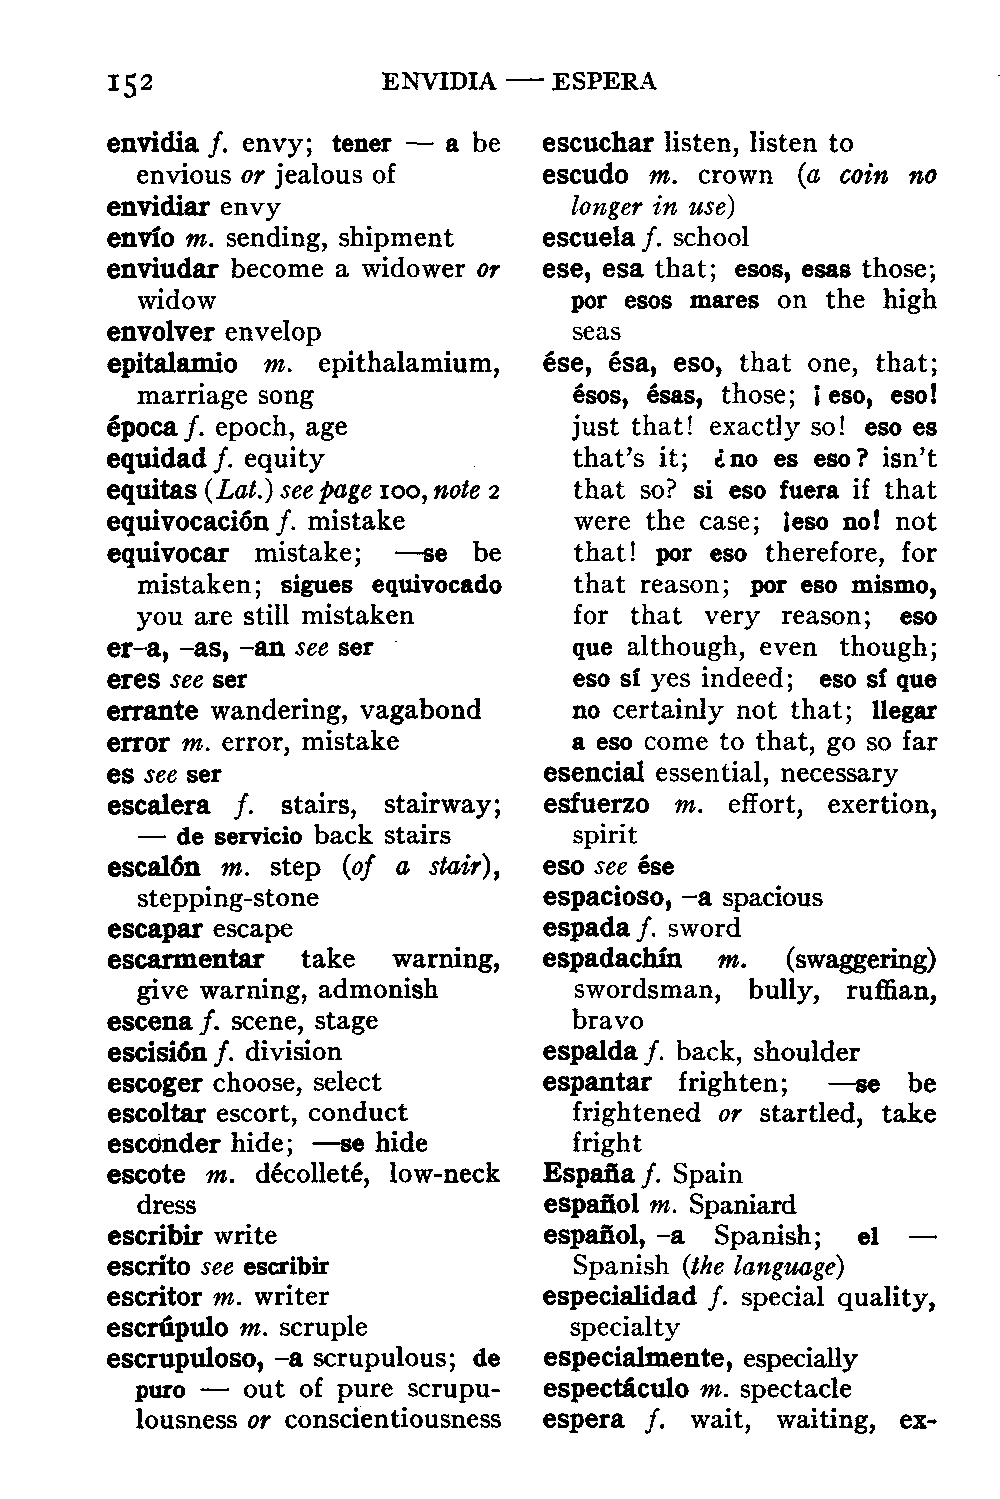 152 ENVIDIA — ESPERA
envidia f. envy; tener — a be
envious or jealous of
envidiar envy
envío m. sending, shipment
enviudar become a widower or
widow
envolver envelop
epitalamio m. epithalamium,
marriage song
época f. epoch, age
equidad f. equity
equitas (Lat.) see page 100, note 2
equivocación f. mistake
equivocar mistake; —se be
mistaken; sigues equivocado
you are still mistaken
er-a, -as, -an see ser
eres see ser
errante wandering, vagabond
error m. error, mistake
es see ser
escalera f. stairs, stairway;
— de servicio back stairs
escalón m. step (of a stair),
stepping-stone
escapar escape
escarmentar take warning,
give warning, admonish
escena f. scene, stage
escisión f. division
escoger choose, select
escoltar escort, conduct
esconder hide; —se hide
escote m. décolleté, low-neck
dress
escribir write
escrito see escribir
escritor m. writer
escrúpulo m. scruple
escrupuloso, -a scrupulous; de
puro — out of pure scrupu-
lousness or conscientiousness
escuchar listen, listen to
escudo m. crown (a coin no
longer in use)
escuela f. school
ese, esa that; esos, esas those;
por esos mares on the high
seas
ése, ésa, eso, that one, that;
ésos, ésas, those; ¡eso, eso!
just that! exactly so! eso es
that's it; ¿no es eso? isn't
that so? si eso fuera if that
were the case; ¡eso no! not
that! por eso therefore, for
that reason; por eso mismo,
for that very reason; eso
que although, even though;
eso sí yes indeed; eso sí que
no certainly not that; llegar
a eso come to that, go so far
esencial essential, necessary
esfuerzo m. effort, exertion,
spirit
eso see ése
espacioso, -a spacious
espada f. sword
espadachín m. (swaggering)
swordsman, bully, ruffian,
bravo
espalda f. back, shoulder
espantar frighten; —se be
frightened or startled, take
fright
España f. Spain
español m. Spaniard
español, -a Spanish; el —
Spanish (the language)
especialidad f. special quality,
specialty
especialmente, especially
espectáculo m. spectacle
espera f. wait, waiting, ex-